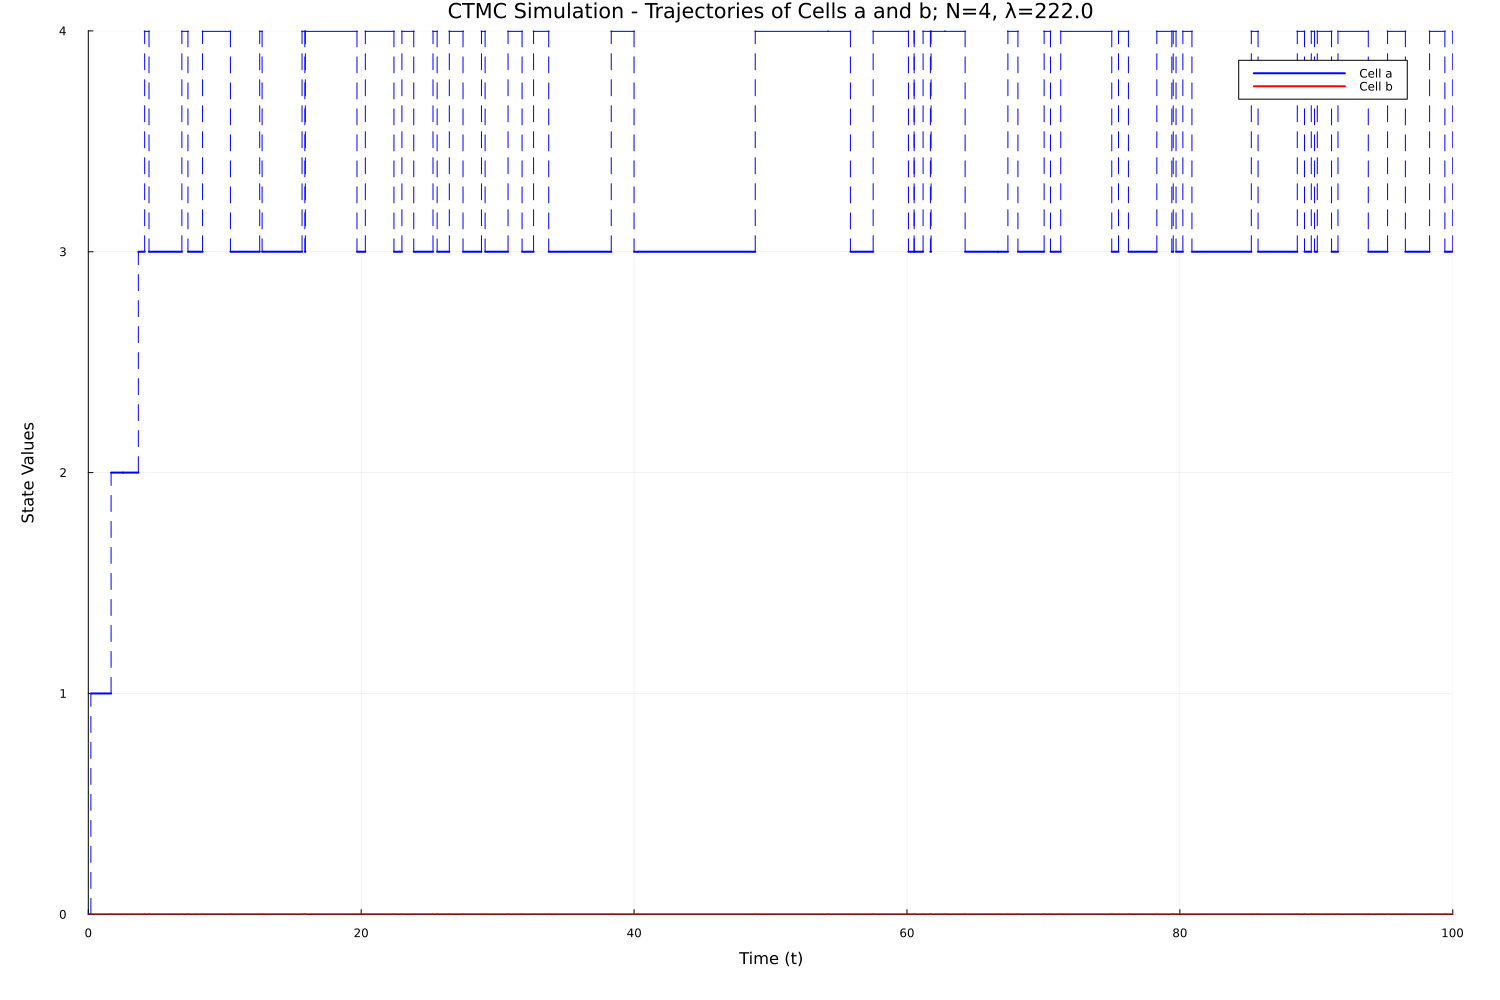 CTMC Simulation - Trajectories of Cells a and b; N=4, λ=222.0
4
Cell a
Cell b
3
State Values
2
1
0
0 20 40 60 80 100
Time (t)